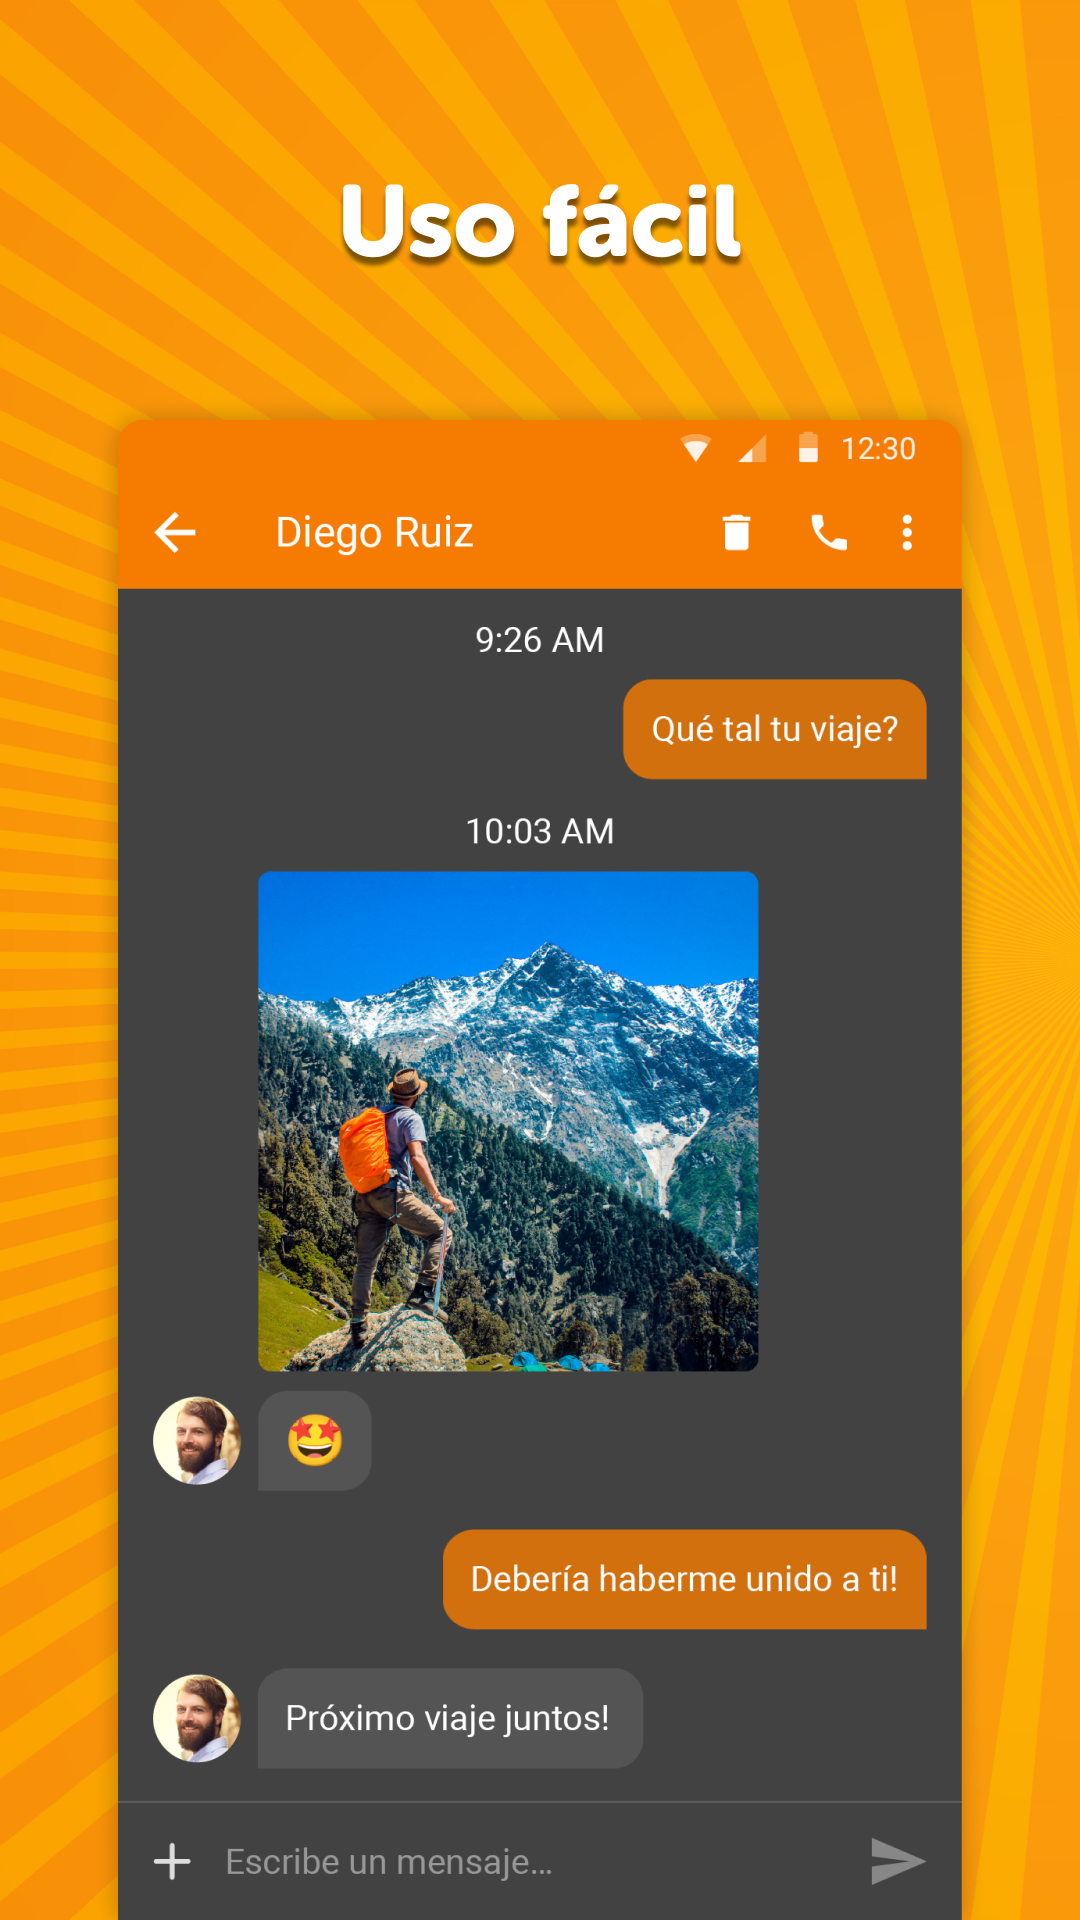 Uso fácil
12:30
Diego Ruiz
9:26 AM
Qué tal tu viaje?
10:03 AM
Debería haberme unido a ti!
Próximo viaje juntos!
Escribe un mensaje...